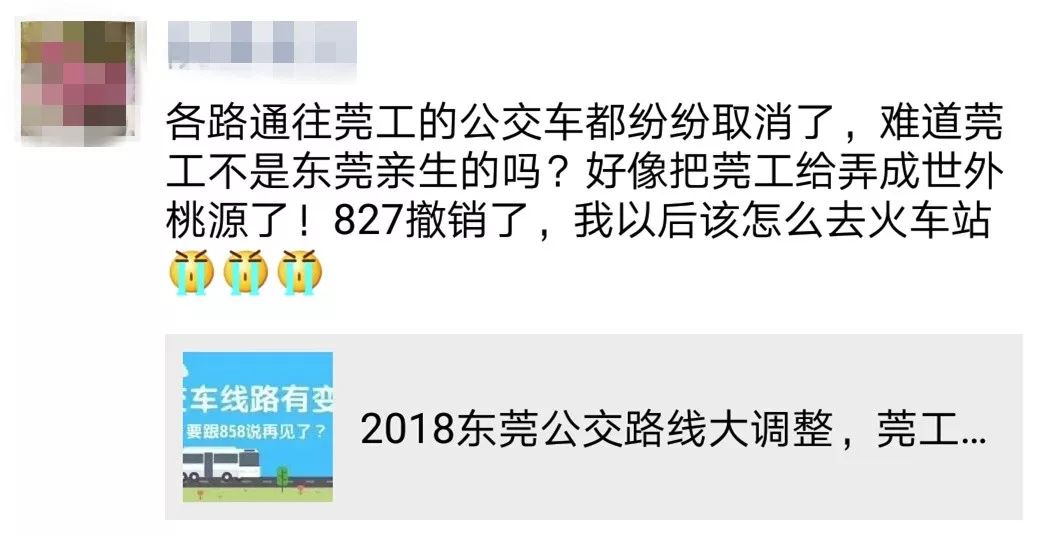 各路通往莞工的公交车都纷纷取消了，难道莞
工不是东莞亲生的吗？好像把莞工给弄成世外
桃源了！827撤销了，我以后该怎么去火车站
😭😭😭
车线路有变
要跟858说再见了？
2018东莞公交路线大调整，莞工...